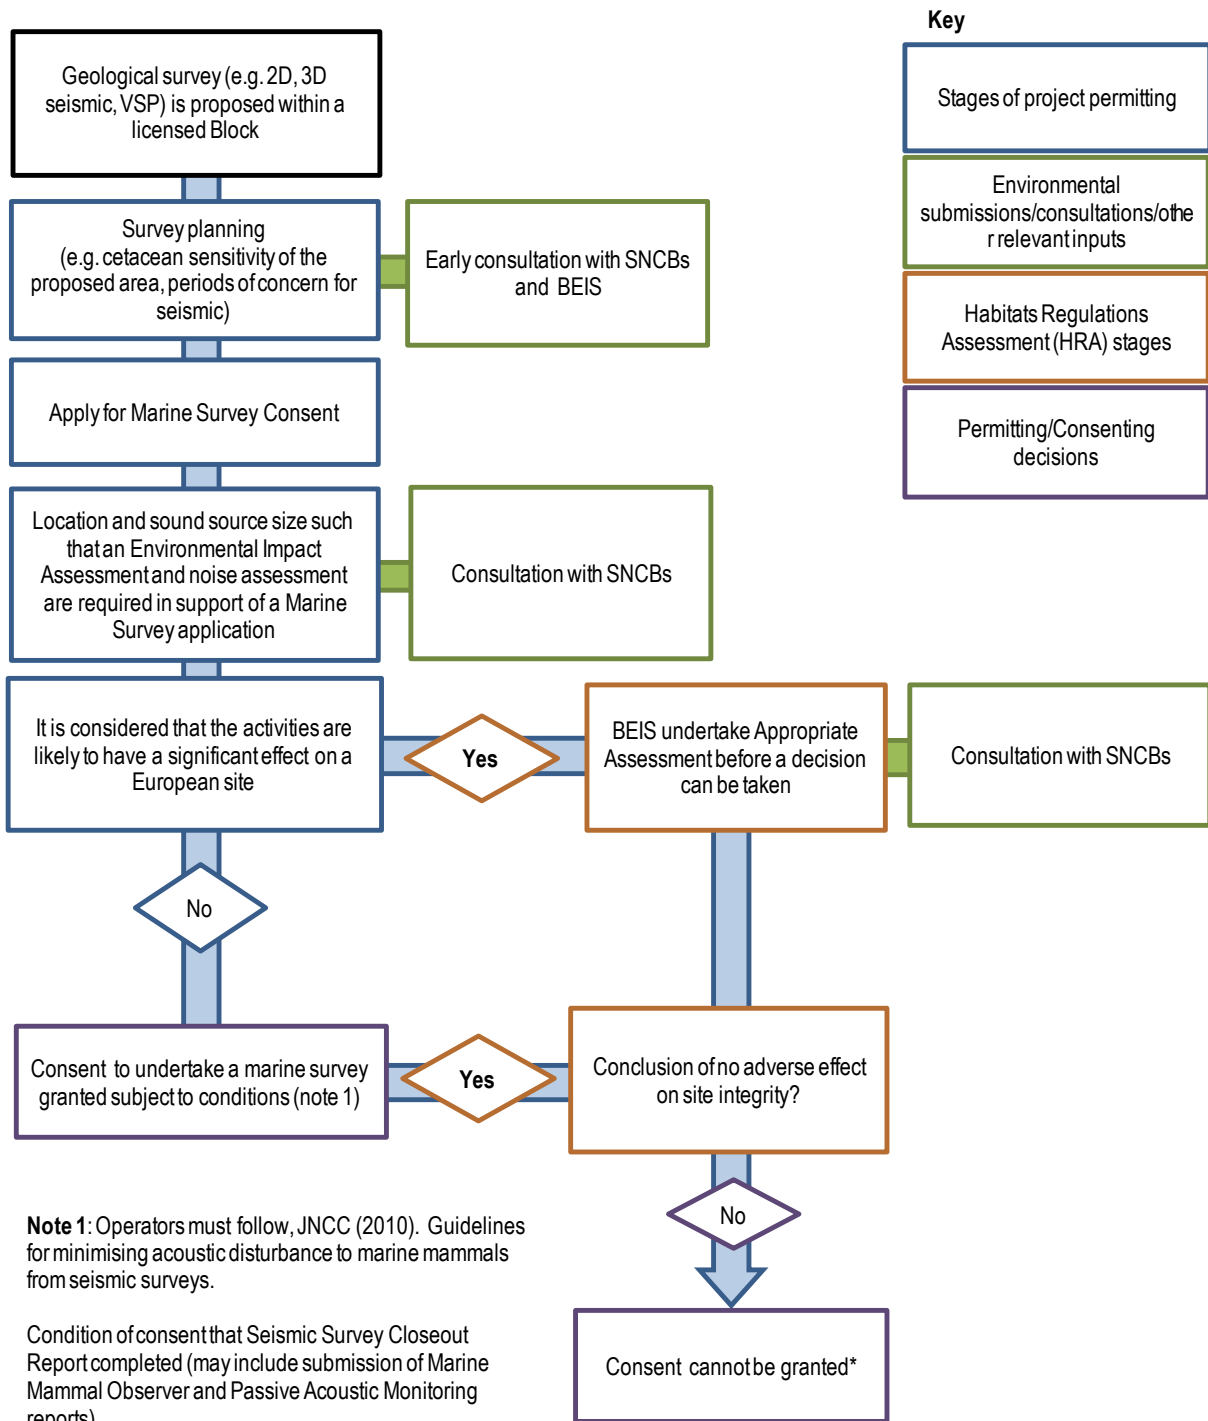 Key
Geological survey (e.g. 2D, 3D
seismic, VSP) is proposed within a
licensed Block
Stages of project permitting
Survey planning
(e.g. cetacean sensitivity of the
proposed area, periods of concern for
seismic)
Early consultation with SNCBs
and BEIS
Environmental
submissions/consultations/othe
r relevant inputs
Habitats Regulations
Assessment (HRA) stages
Apply for Marine Survey Consent
Permitting/Consenting
decisions
Location and sound source size such
that an Environmental Impact
Assessment and noise assessment
are required in support of a Marine
Survey application
Consultation with SNCBs
It is considered that the activities are
likely to have a significant effect on a
European site
Yes
BEIS undertake Appropriate
Assessment before a decision
can be taken
Consultation with SNCBs
No
Consent to undertake a marine survey
granted subject to conditions (note 1)
Yes
Conclusion of no adverse effect
on site integrity?
No
Consent cannot be granted*
Note 1: Operators must follow, JNCC (2010). Guidelines
for minimising acoustic disturbance to marine mammals
from seismic surveys.
Condition of consent that Seismic Survey Closeout
Report completed (may include submission of Marine
Mammal Observer and Passive Acoustic Monitoring
reports)